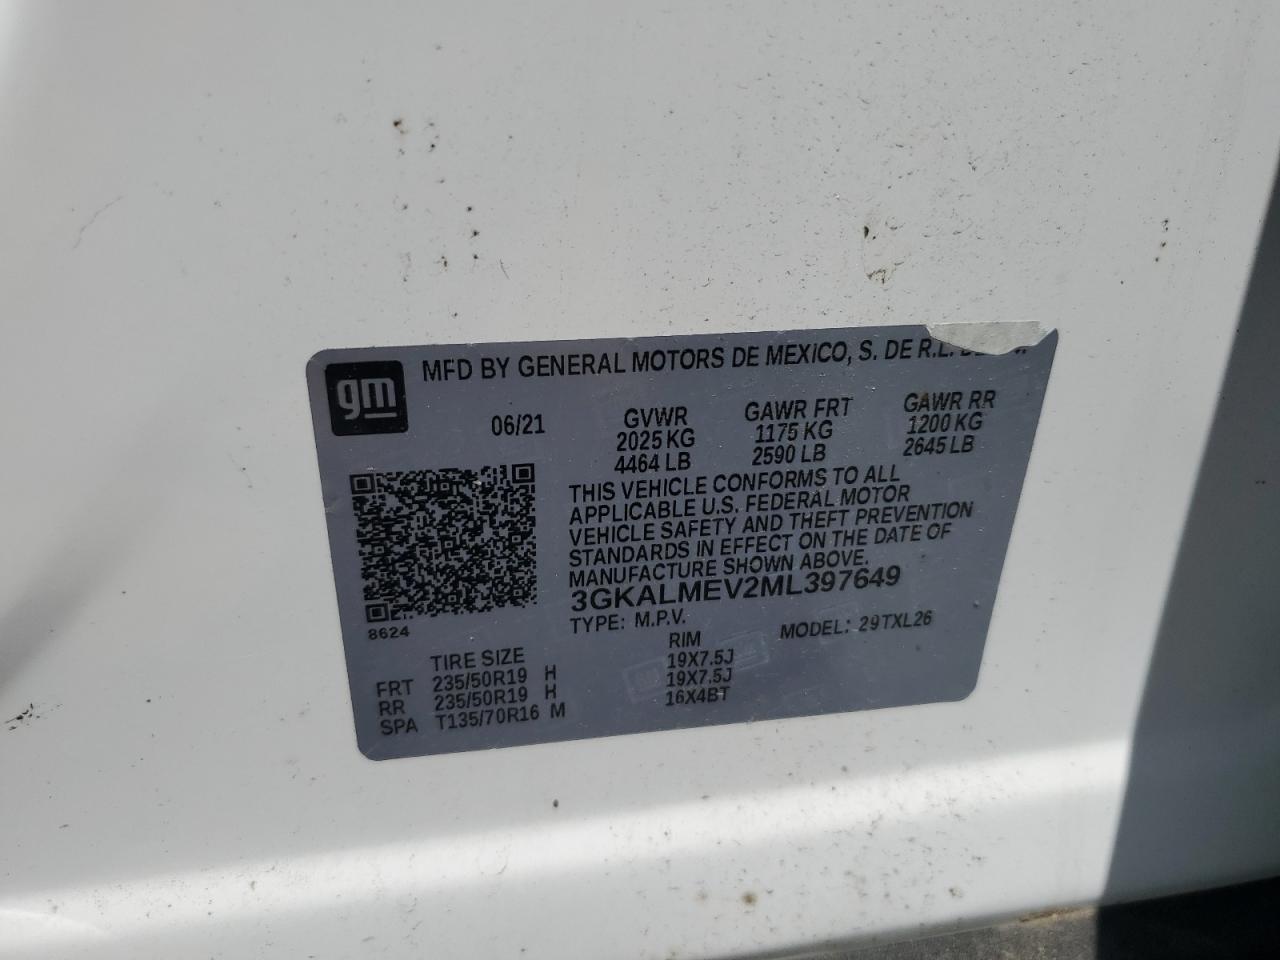 gm
MFD BY GENERAL MOTORS DE MEXICO, S. DE R.L.
06/21
GVWR GAWR FRT GAWR RR
2025 KG 1175 KG 1200 KG
4464 LB 2590 LB 2645 LB
THIS VEHICLE CONFORMS TO ALL
APPLICABLE U.S. FEDERAL MOTOR
VEHICLE SAFETY AND THEFT PREVENTION
STANDARDS IN EFFECT ON THE DATE OF
MANUFACTURE SHOWN ABOVE.
3GKALMEV2ML397649
8624
TYPE: M.P.V. MODEL: 29TXL26
TIRE SIZE RIM
FRT 235/50R19 H 19X7.5J
RR 235/50R19 H 19X7.5J
SPA T135/70R16 M 16X4BT